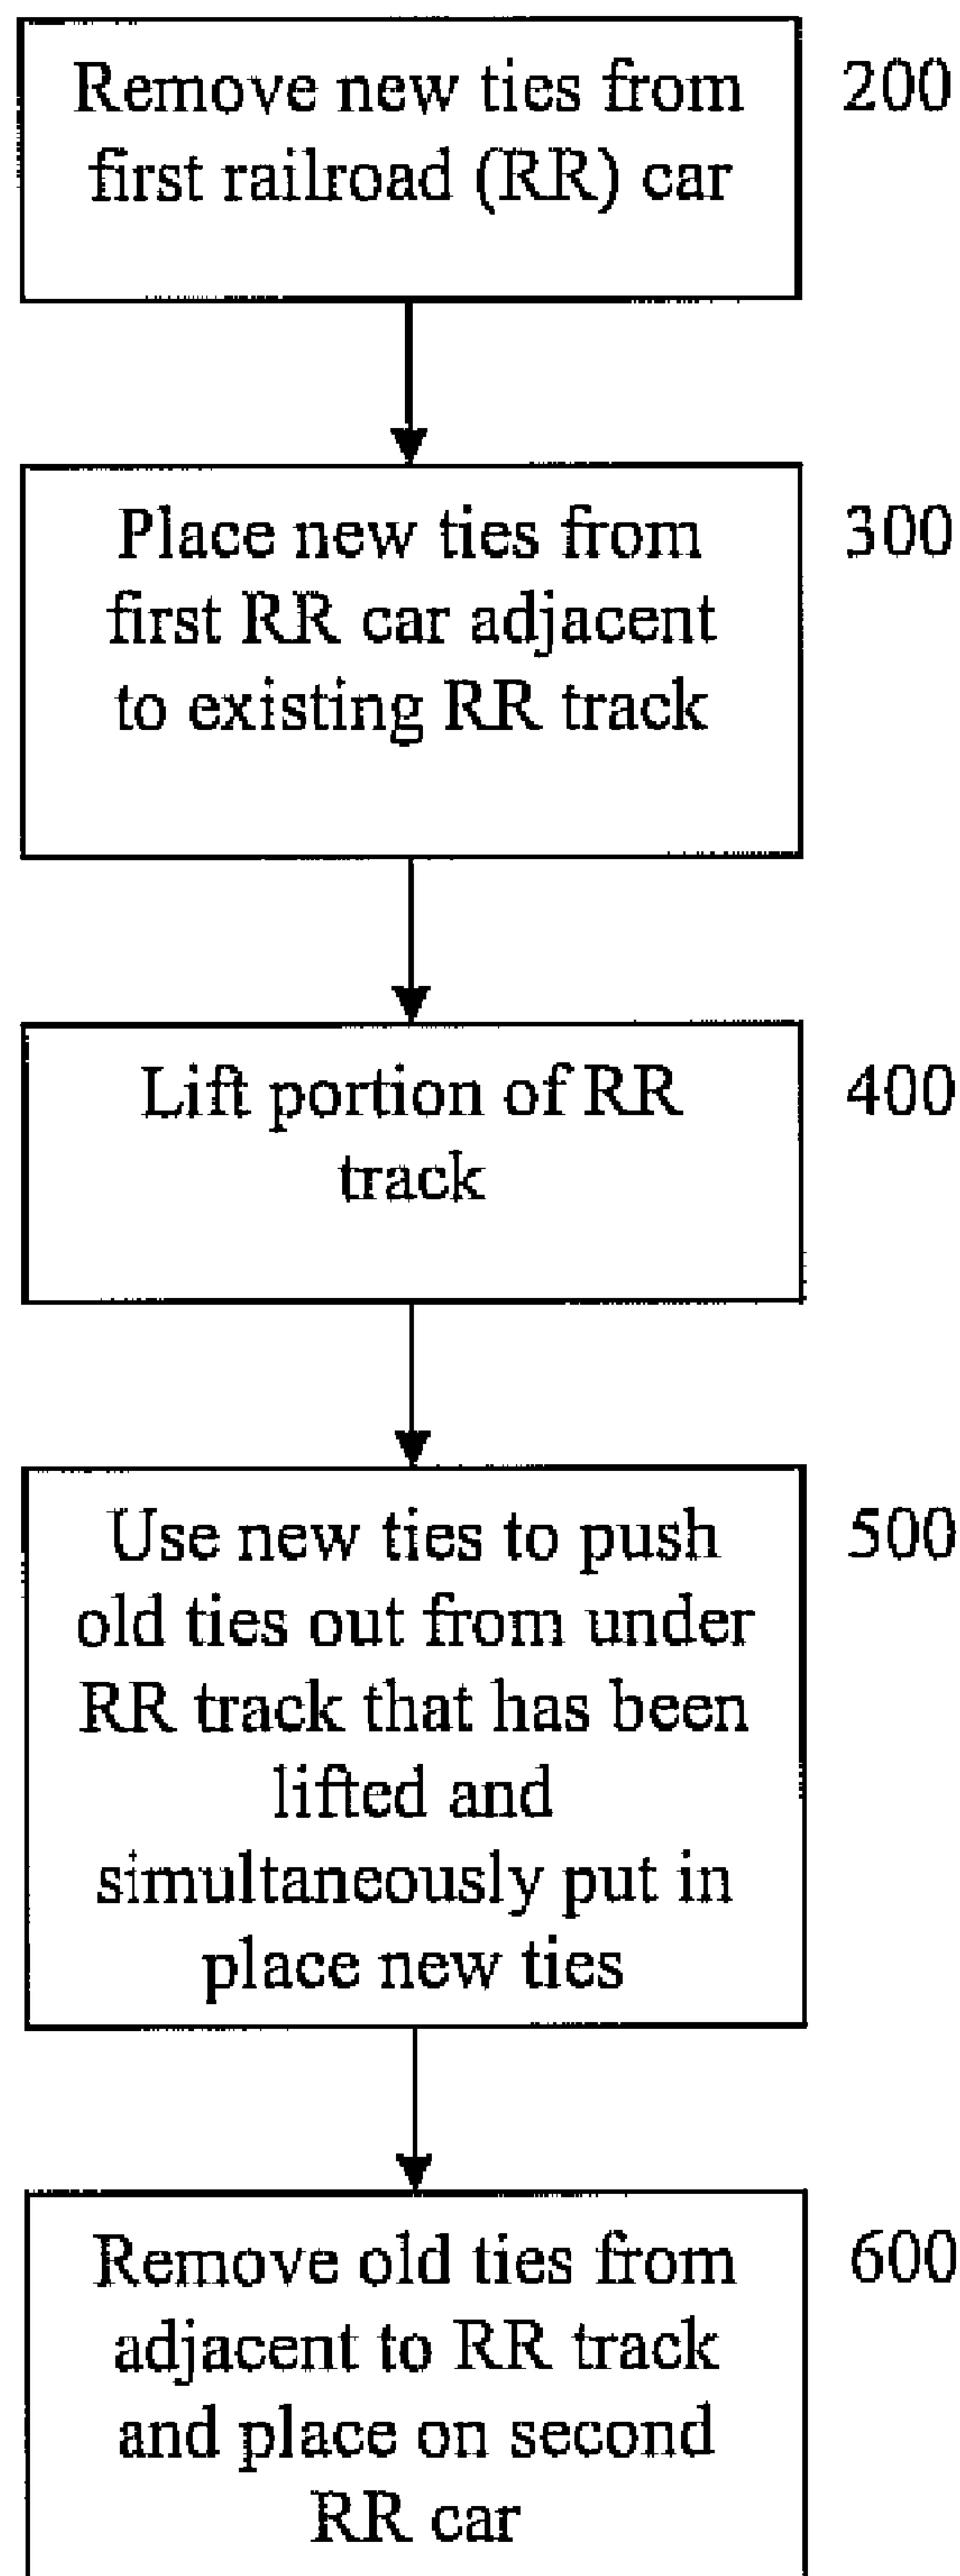 Remove new ties from
first railroad (RR) car
200
Place new ties from
first RR car adjacent
to existing RR track
300
Lift portion of RR
track
400
Use new ties to push
old ties out from under
RR track that has been
lifted and
simultaneously put in
place new ties
500
Remove old ties from
adjacent to RR track
and place on second
RR car
600